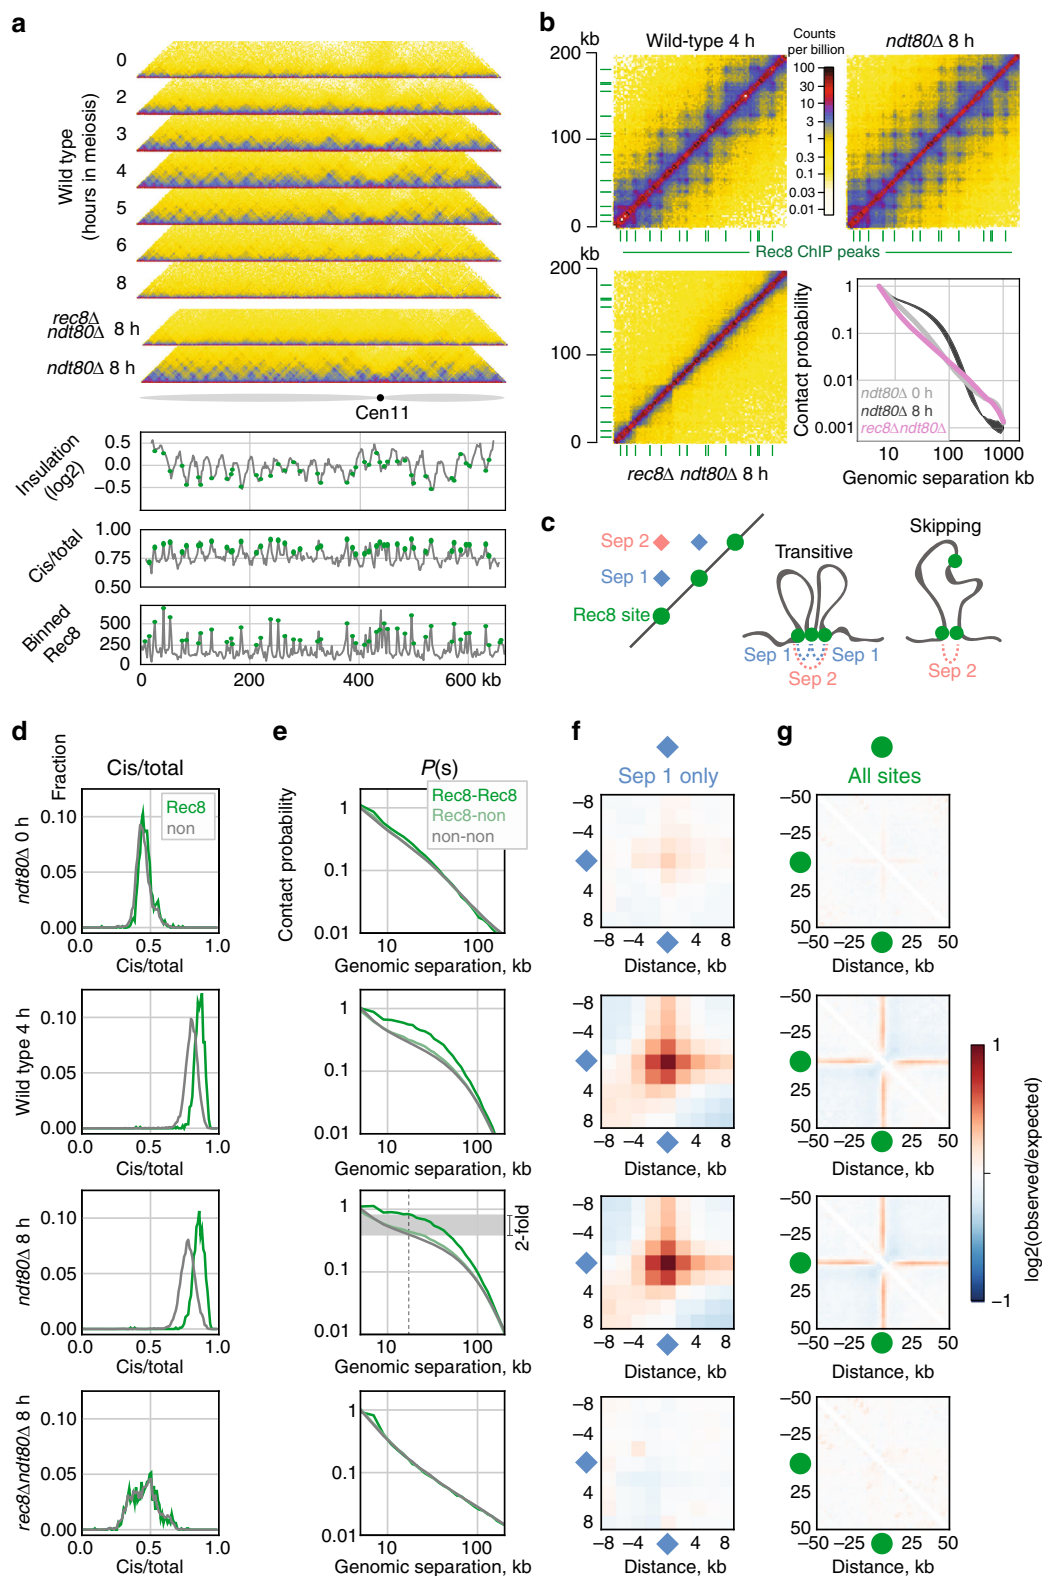 a
Wild type
(hours in meiosis)
0
2
3
4
5
6
8
rec8Δ
ndt80Δ 8 h
ndt80Δ 8 h
Cen11
Insulation
(log2)
0.5
0.0
−0.5
Cis/total
1.00
0.75
0.50
Binned
Rec8
500
250
0
0 200 400 600 kb
b
kb
Wild-type 4 h
Counts
per billion
ndt80Δ 8 h
200
100
0
100
30
10
3
1
0.3
0.1
0.03
0.01
Rec8 ChIP peaks
kb
200
100
0
rec8Δ ndt80Δ 8 h
Contact probability
1
0.1
0.01
0.001
ndt80Δ 0 h
ndt80Δ 8 h
rec8Δndt80Δ
10 100 1000
Genomic separation kb
c
Sep 2
Sep 1
Rec8 site
Transitive
Skipping
Sep 1 Sep 1
Sep 2
Sep 2
d
Fraction
Cis/total
ndt80Δ 0 h
0.10
0.05
0.00
Rec8
non
0.0 0.5 1.0
Cis/total
Wild type 4 h
0.10
0.05
0.00
0.0 0.5 1.0
Cis/total
ndt80Δ 8 h
0.10
0.05
0.00
0.0 0.5 1.0
Cis/total
rec8Δndt80Δ 8 h
0.10
0.05
0.00
0.0 0.5 1.0
Cis/total
e
P(s)
Contact probability
Rec8-Rec8
Rec8-non
non-non
1
0.1
0.01
10 100
Genomic separation, kb
1
0.1
0.01
10 100
Genomic separation, kb
1
0.1
0.01
2-fold
10 100
Genomic separation, kb
1
0.1
0.01
10 100
Genomic separation, kb
f
Sep 1 only
−8
−4
4
8
−8 −4 4 8
Distance, kb
−8
−4
4
8
−8 −4 4 8
Distance, kb
−8
−4
4
8
−8 −4 4 8
Distance, kb
−8
−4
4
8
−8 −4 4 8
Distance, kb
g
All sites
−50
−25
25
50
−50 −25 25 50
Distance, kb
−50
−25
25
50
−50 −25 25 50
Distance, kb
−50
−25
25
50
−50 −25 25 50
Distance, kb
−50
−25
25
50
−50 −25 25 50
Distance, kb
1
−1
log2(observed/expected)